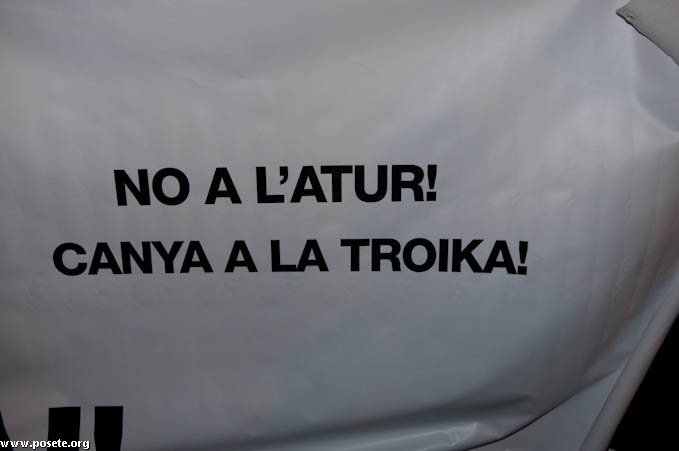 NO A L'ATUR!
CANYA A LA TROIKA!
www.posete.org